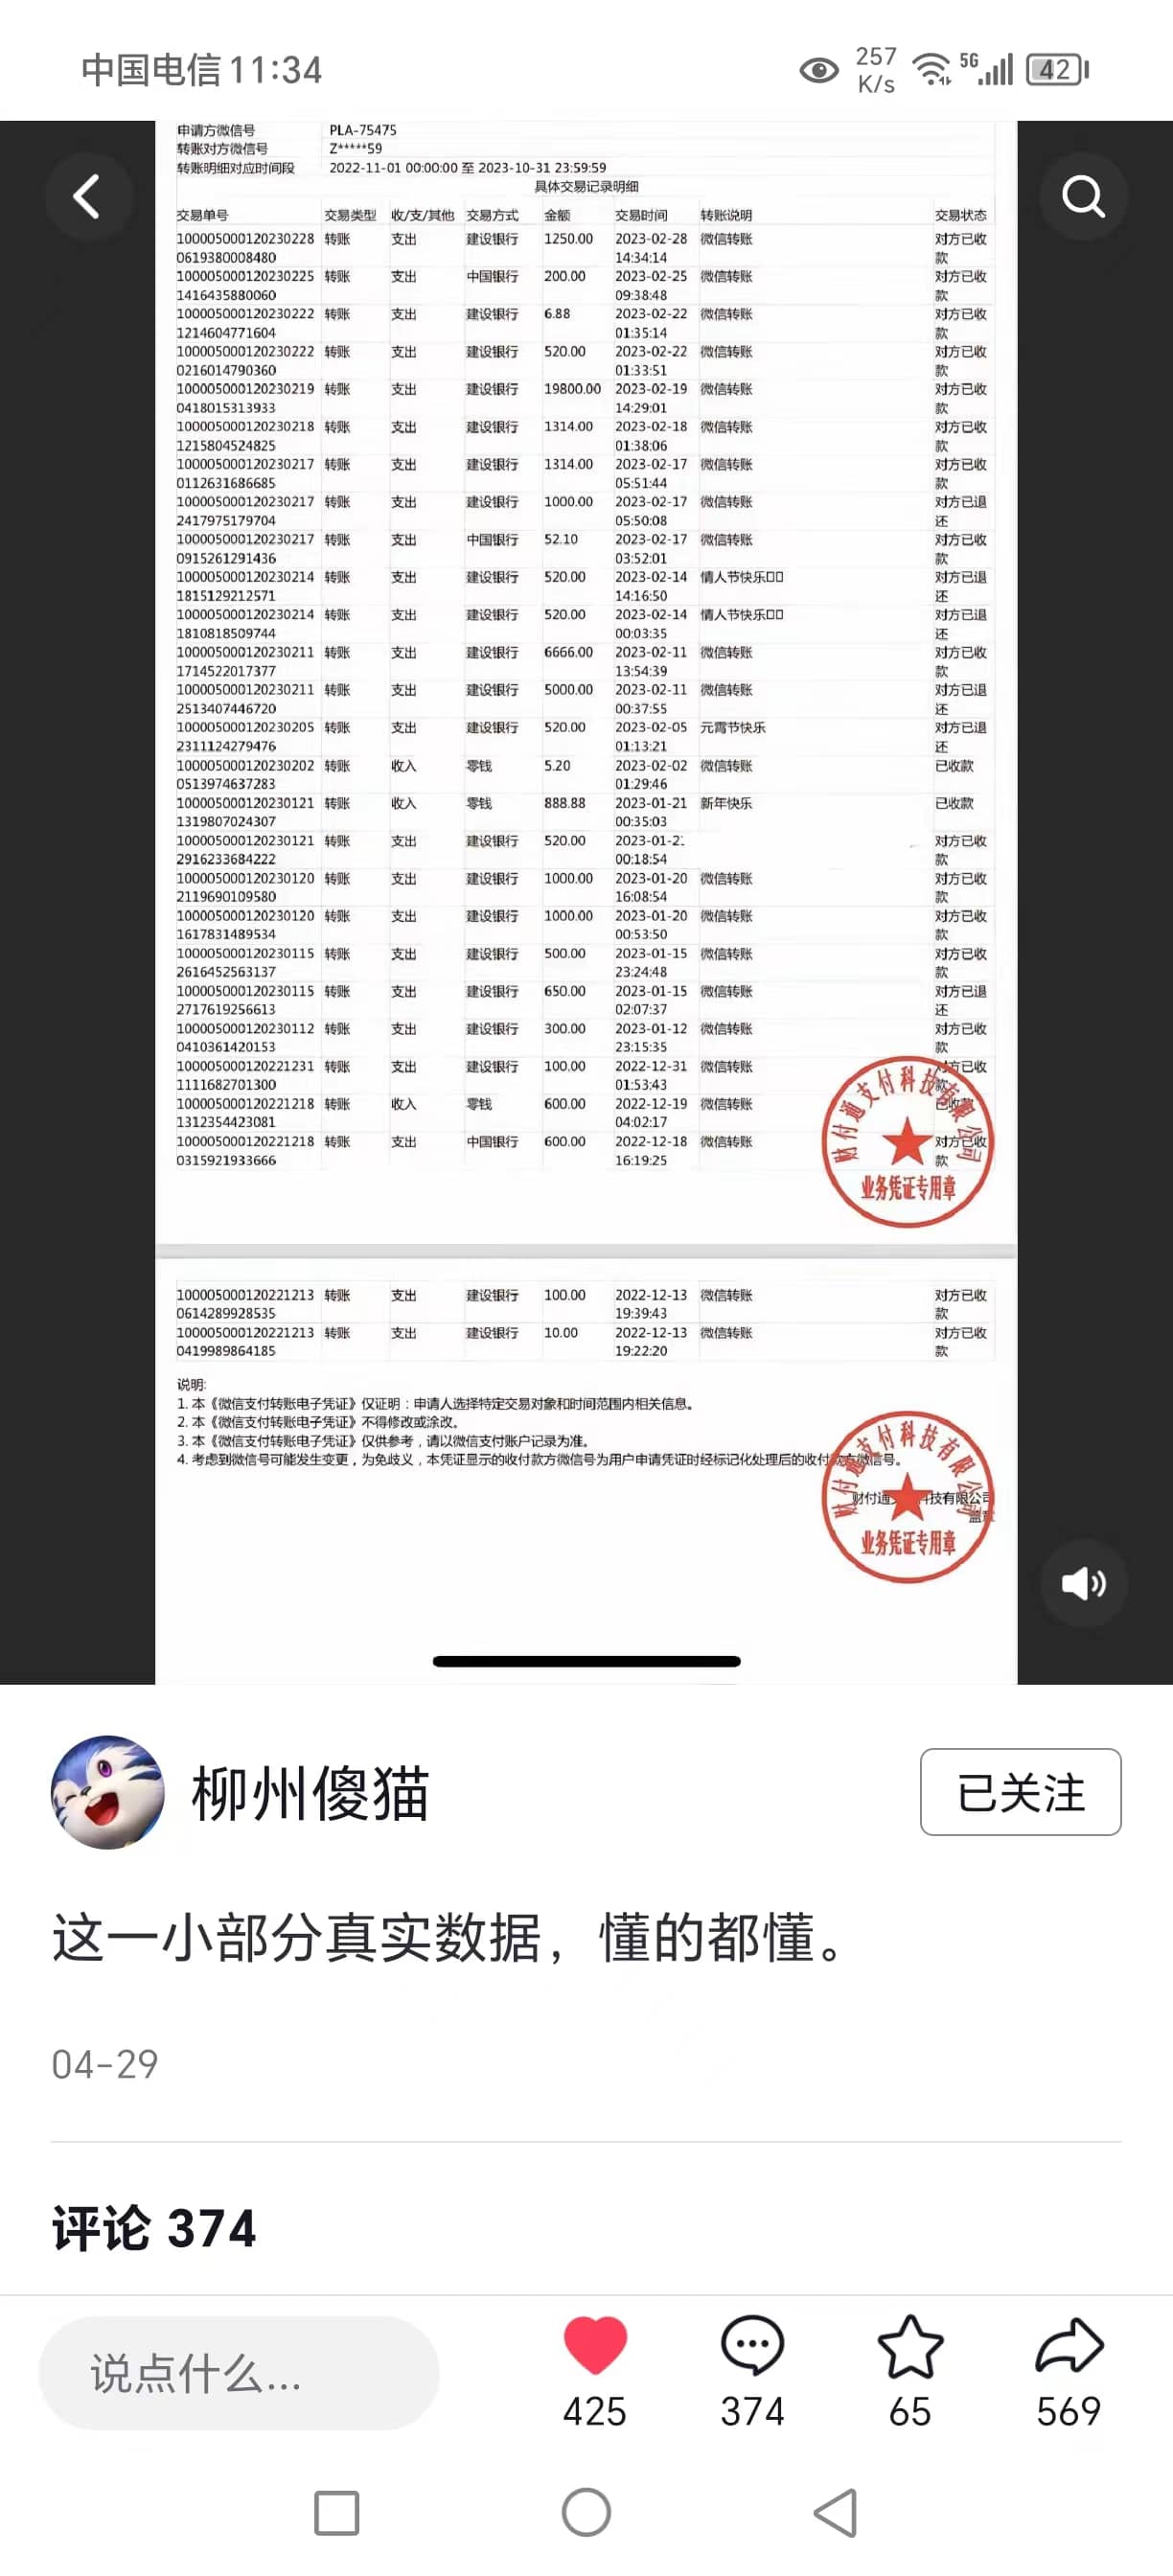 中国电信 11:34
257 K/s 5G 42
申请方微信号 PLA-75475
转账对方微信号 Z*****59
转账明细对应时间段 2022-11-01 00:00:00 至 2023-10-31 23:59:59
具体交易记录明细
交易单号 交易类型 收/支/其他 交易方式 金额 交易时间 转账说明 交易状态
100005000120230228 转账 支出 建设银行 1250.00 2023-02-28 微信转账 对方已收
0619380008480 14:34:14 款
100005000120230225 转账 支出 中国银行 200.00 2023-02-25 微信转账 对方已收
1416435880060 09:38:48 款
100005000120230222 转账 支出 建设银行 6.88 2023-02-22 微信转账 对方已收
1214604771604 01:35:14 款
100005000120230222 转账 支出 建设银行 520.00 2023-02-22 微信转账 对方已收
0216014790360 01:33:51 款
100005000120230219 转账 支出 建设银行 19800.00 2023-02-19 微信转账 对方已收
0418015313933 14:29:01 款
100005000120230218 转账 支出 建设银行 1314.00 2023-02-18 微信转账 对方已收
1215804524825 01:38:06 款
100005000120230217 转账 支出 建设银行 1314.00 2023-02-17 微信转账 对方已收
0112631686685 05:51:44 款
100005000120230217 转账 支出 建设银行 1000.00 2023-02-17 微信转账 对方已退
2417975179704 05:50:08 还
100005000120230217 转账 支出 中国银行 52.10 2023-02-17 微信转账 对方已收
0915261291436 03:52:01 款
100005000120230214 转账 支出 建设银行 520.00 2023-02-14 情人节快乐□□ 对方已退
1815129212571 14:16:50 还
100005000120230214 转账 支出 建设银行 520.00 2023-02-14 情人节快乐□□ 对方已退
1810818509744 00:03:35 还
100005000120230211 转账 支出 建设银行 6666.00 2023-02-11 微信转账 对方已收
1714522017377 13:54:39 款
100005000120230211 转账 支出 建设银行 5000.00 2023-02-11 微信转账 对方已退
2513407446720 00:37:55 还
100005000120230205 转账 支出 建设银行 520.00 2023-02-05 元宵节快乐 对方已退
2311124279476 01:13:21 还
100005000120230202 转账 收入 零钱 5.20 2023-02-02 微信转账 已收款
0513974637283 01:29:46
100005000120230121 转账 收入 零钱 888.88 2023-01-21 新年快乐 已收款
1319807024307 00:35:03
100005000120230121 转账 支出 建设银行 520.00 2023-01-2 对方已收
2916233684222 00:18:54 款
100005000120230120 转账 支出 建设银行 1000.00 2023-01-20 微信转账 对方已收
2119690109580 16:08:54 款
100005000120230120 转账 支出 建设银行 1000.00 2023-01-20 微信转账 对方已收
1617831489534 00:53:50 款
100005000120230115 转账 支出 建设银行 500.00 2023-01-15 微信转账 对方已收
2616452563137 23:24:48 款
100005000120230115 转账 支出 建设银行 650.00 2023-01-15 微信转账 对方已退
2717619256613 02:07:37 还
100005000120230112 转账 支出 建设银行 300.00 2023-01-12 微信转账 对方已收
0410361420153 23:15:35 款
100005000120221231 转账 支出 建设银行 100.00 2022-12-31 微信转账 对方已收
1111682701300 01:53:43 款
100005000120221218 转账 收入 零钱 600.00 2022-12-19 微信转账 已收款
1312354423081 04:02:17
100005000120221218 转账 支出 中国银行 600.00 2022-12-18 微信转账 对方已收
0315921933666 16:19:25 款
财付通支付科技有限公司
业务凭证专用章
100005000120221213 转账 支出 建设银行 100.00 2022-12-13 微信转账 对方已收
0614289928535 19:39:43 款
100005000120221213 转账 支出 建设银行 10.00 2022-12-13 微信转账 对方已收
0419989864185 19:22:20 款
说明:
1. 本《微信支付转账电子凭证》仅证明：申请人选择特定交易对象和时间范围内相关信息。
2. 本《微信支付转账电子凭证》不得修改或涂改。
3. 本《微信支付转账电子凭证》仅供参考，请以微信支付账户记录为准。
4. 考虑到微信号可能发生变更，为免歧义，本凭证显示的收付款方微信号为用户申请凭证时经标记化处理后的收付款方微信号。
财付通支付科技有限公司
盖章
财付通支付科技有限公司
业务凭证专用章
柳州傻猫
已关注
这一小部分真实数据，懂的都懂。
04-29
评论 374
说点什么...
425 374 65 569